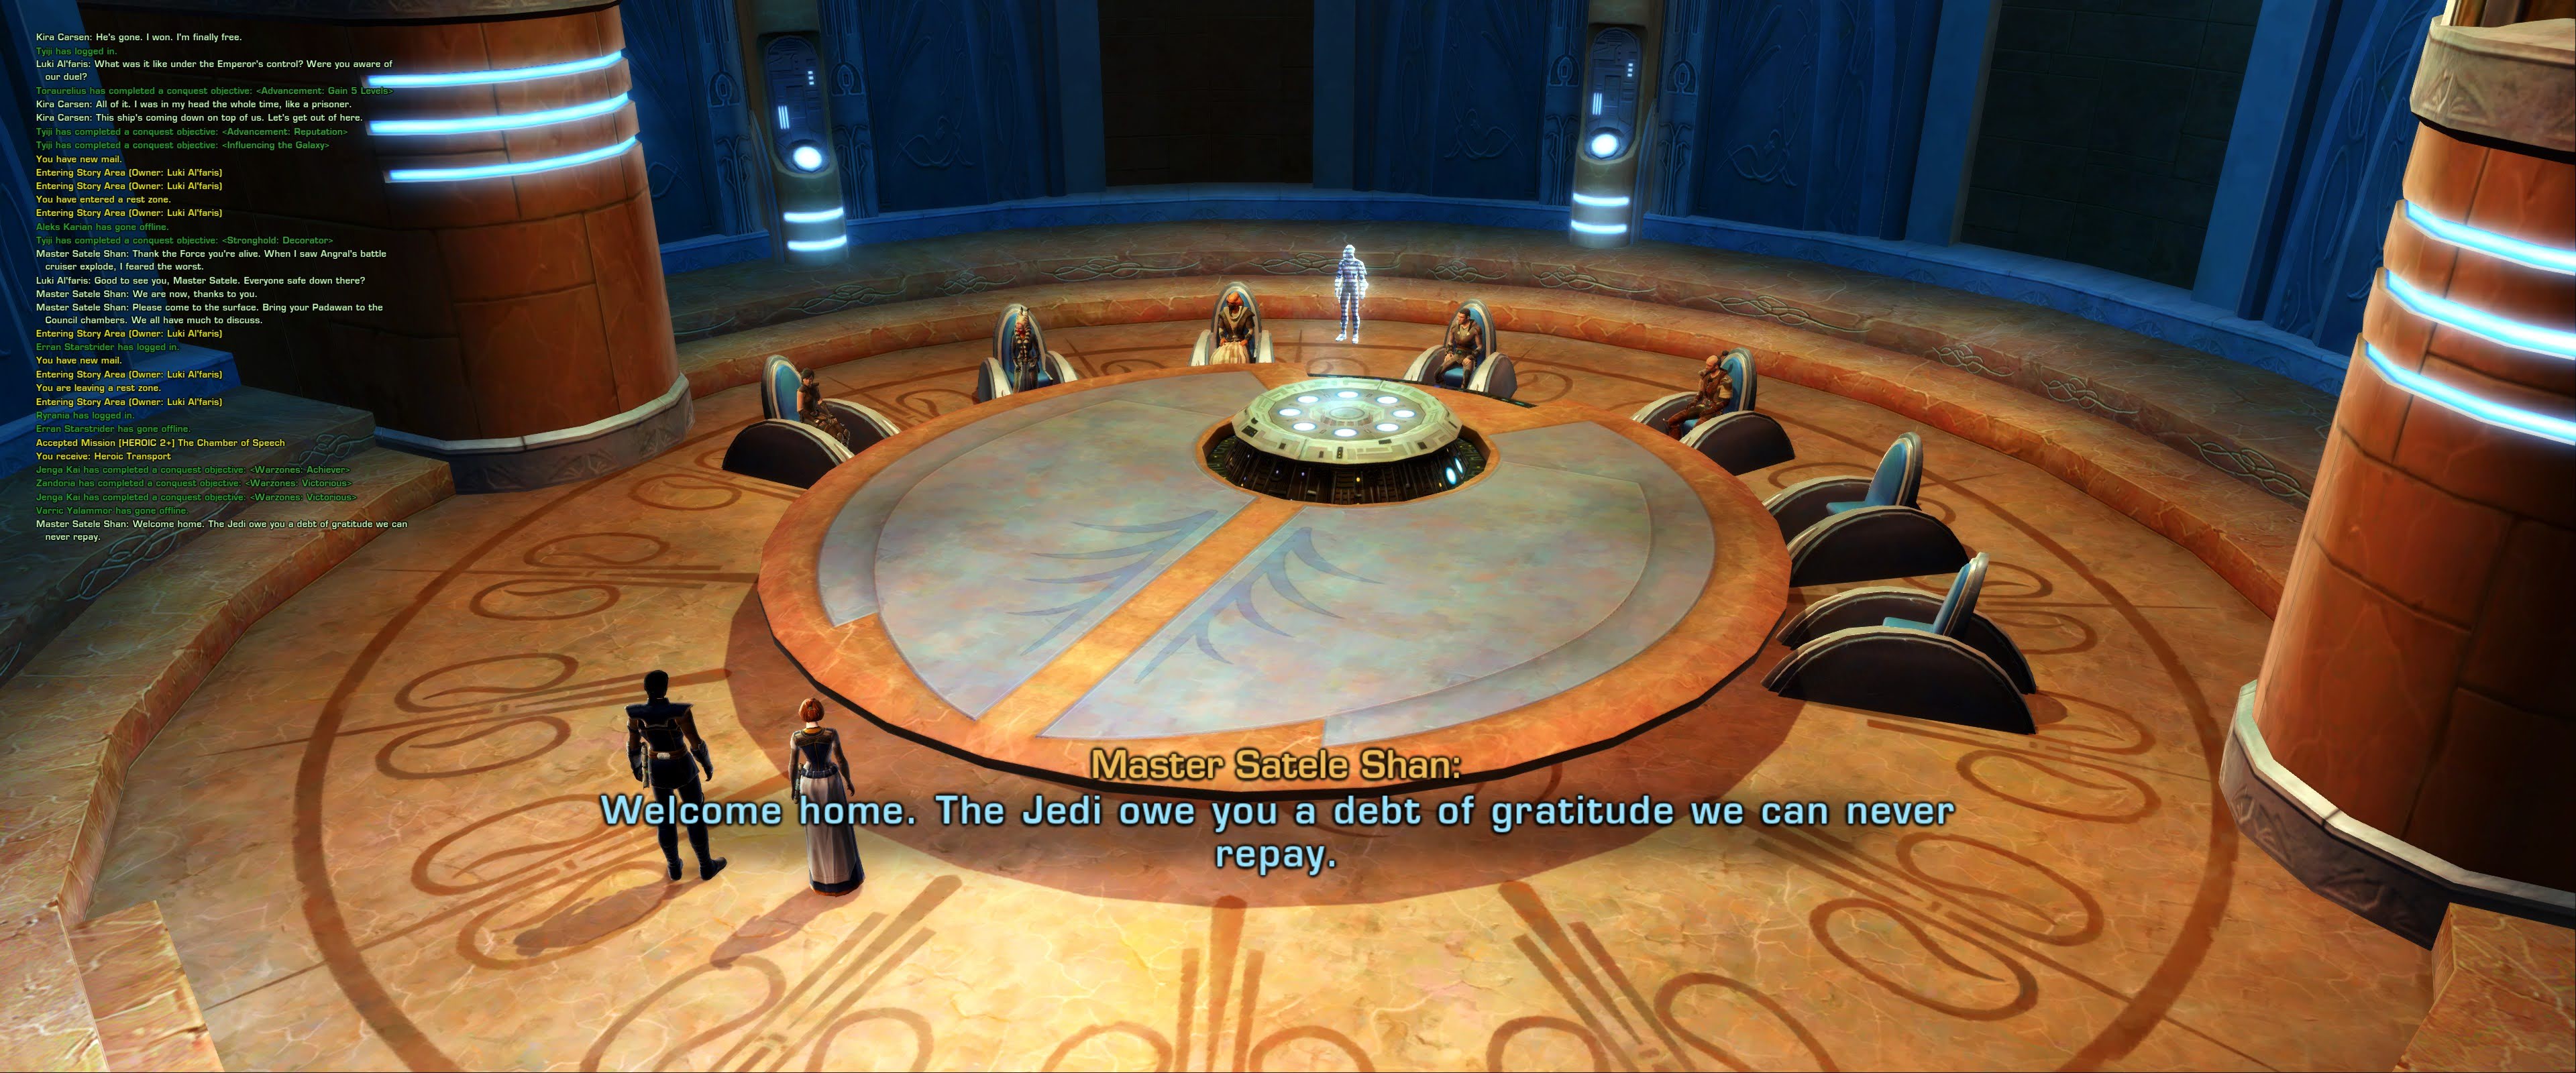 Kira Carsen: He's gone. I won. I'm finally free.
Tyiji has logged in.
Luki Al'faris: What was it like under the Emperor's control? Were you aware of
our duel?
Toraurelius has completed a conquest objective: <Advancement: Gain 5 Levels>
Kira Carsen: All of it. I was in my head the whole time, like a prisoner.
Kira Carsen: This ship's coming down on top of us. Let's get out of here.
Tyiji has completed a conquest objective: <Advancement: Reputation>
Tyiji has completed a conquest objective: <Influencing the Galaxy>
You have new mail.
Entering Story Area (Owner: Luki Al'faris)
Entering Story Area (Owner: Luki Al'faris)
You have entered a rest zone.
Entering Story Area (Owner: Luki Al'faris)
Aleks Karian has gone offline.
Tyiji has completed a conquest objective: <Stronghold: Decorator>
Master Satele Shan: Thank the Force you're alive. When I saw Angral's battle
cruiser explode, I feared the worst.
Luki Al'faris: Good to see you, Master Satele. Everyone safe down there?
Master Satele Shan: We are now, thanks to you.
Master Satele Shan: Please come to the surface. Bring your Padawan to the
Council chambers. We all have much to discuss.
Entering Story Area (Owner: Luki Al'faris)
Erran Starstrider has logged in.
You have new mail.
Entering Story Area (Owner: Luki Al'faris)
You are leaving a rest zone.
Entering Story Area (Owner: Luki Al'faris)
Ryrania has logged in.
Erran Starstrider has gone offline.
Accepted Mission [HEROIC 2+] The Chamber of Speech
You receive: Heroic Transport
Jenga Kai has completed a conquest objective: <Warzones: Achiever>
Zandoria has completed a conquest objective: <Warzones: Victorious>
Jenga Kai has completed a conquest objective: <Warzones: Victorious>
Varric Yalammor has gone offline.
Master Satele Shan: Welcome home. The Jedi owe you a debt of gratitude we can
never repay.
Master Satele Shan:
Welcome home. The Jedi owe you a debt of gratitude we can never
repay.